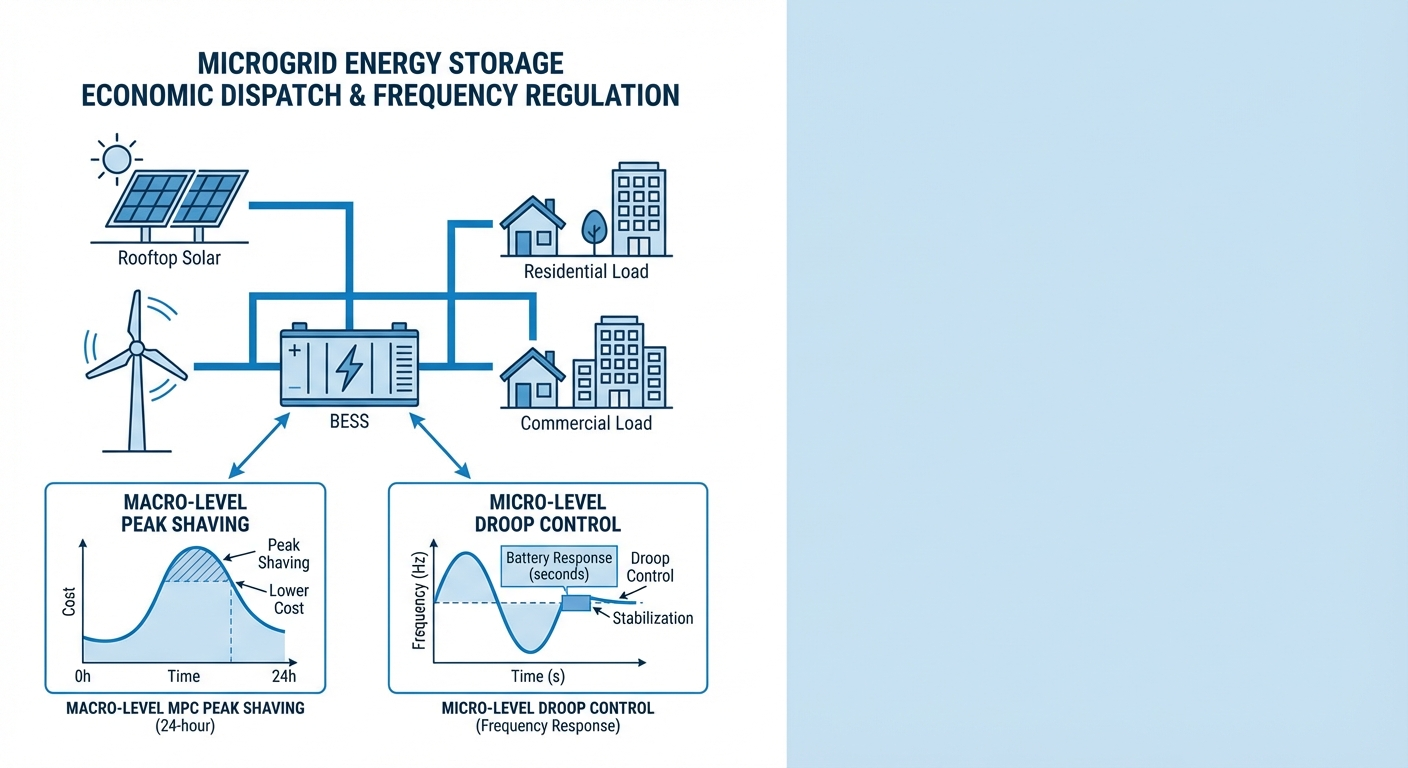 MICROGRID ENERGY STORAGE
ECONOMIC DISPATCH & FREQUENCY REGULATION
Rooftop Solar
Residential Load
+
−
BESS
Commercial Load
MACRO-LEVEL
PEAK SHAVING
Peak
Shaving
Lower
Cost
Cost
0h
Time
24h
MACRO-LEVEL MPC PEAK SHAVING
(24-hour)
MICRO-LEVEL
DROOP CONTROL
Battery Response
(seconds)
Droop
Control
Stabilization
Frequency (Hz)
Time (s)
MICRO-LEVEL DROOP CONTROL
(Frequency Response)